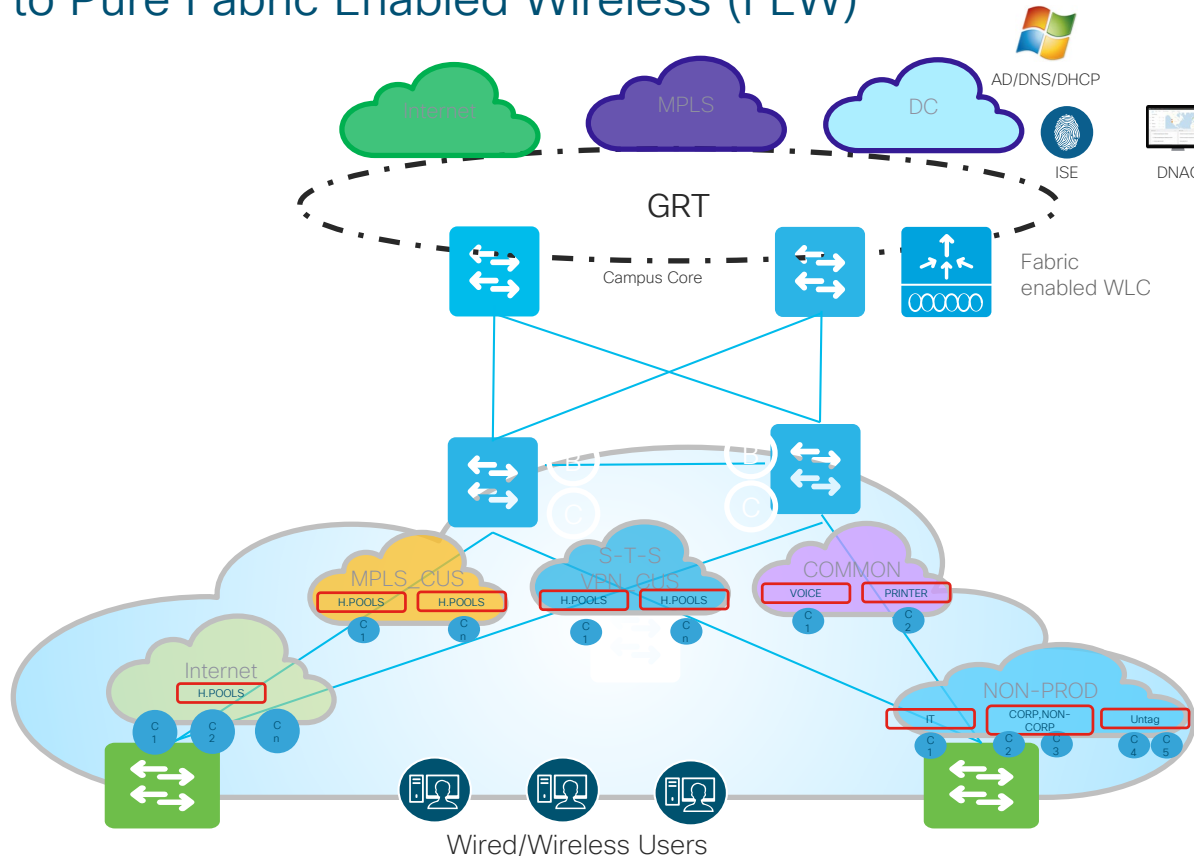 to Pure Fabric Enabled Wireless (FEW)
AD/DNS/DHCP
Internet
MPLS
DC
ISE
DNAC
GRT
Campus Core
Fabric
enabled WLC
B
B
C
C
S-T-S
VPN_CUS
MPLS_CUS
COMMON
H.POOLS
H.POOLS
H.POOLS
H.POOLS
VOICE
PRINTER
C
1
C
n
C
1
C
n
C
1
C
2
Internet
H.POOLS
NON-PROD
IT
CORP,NON-
CORP
Untag
C
1
C
2
C
n
C
1
C
2
C
3
C
4
C
5
Wired/Wireless Users